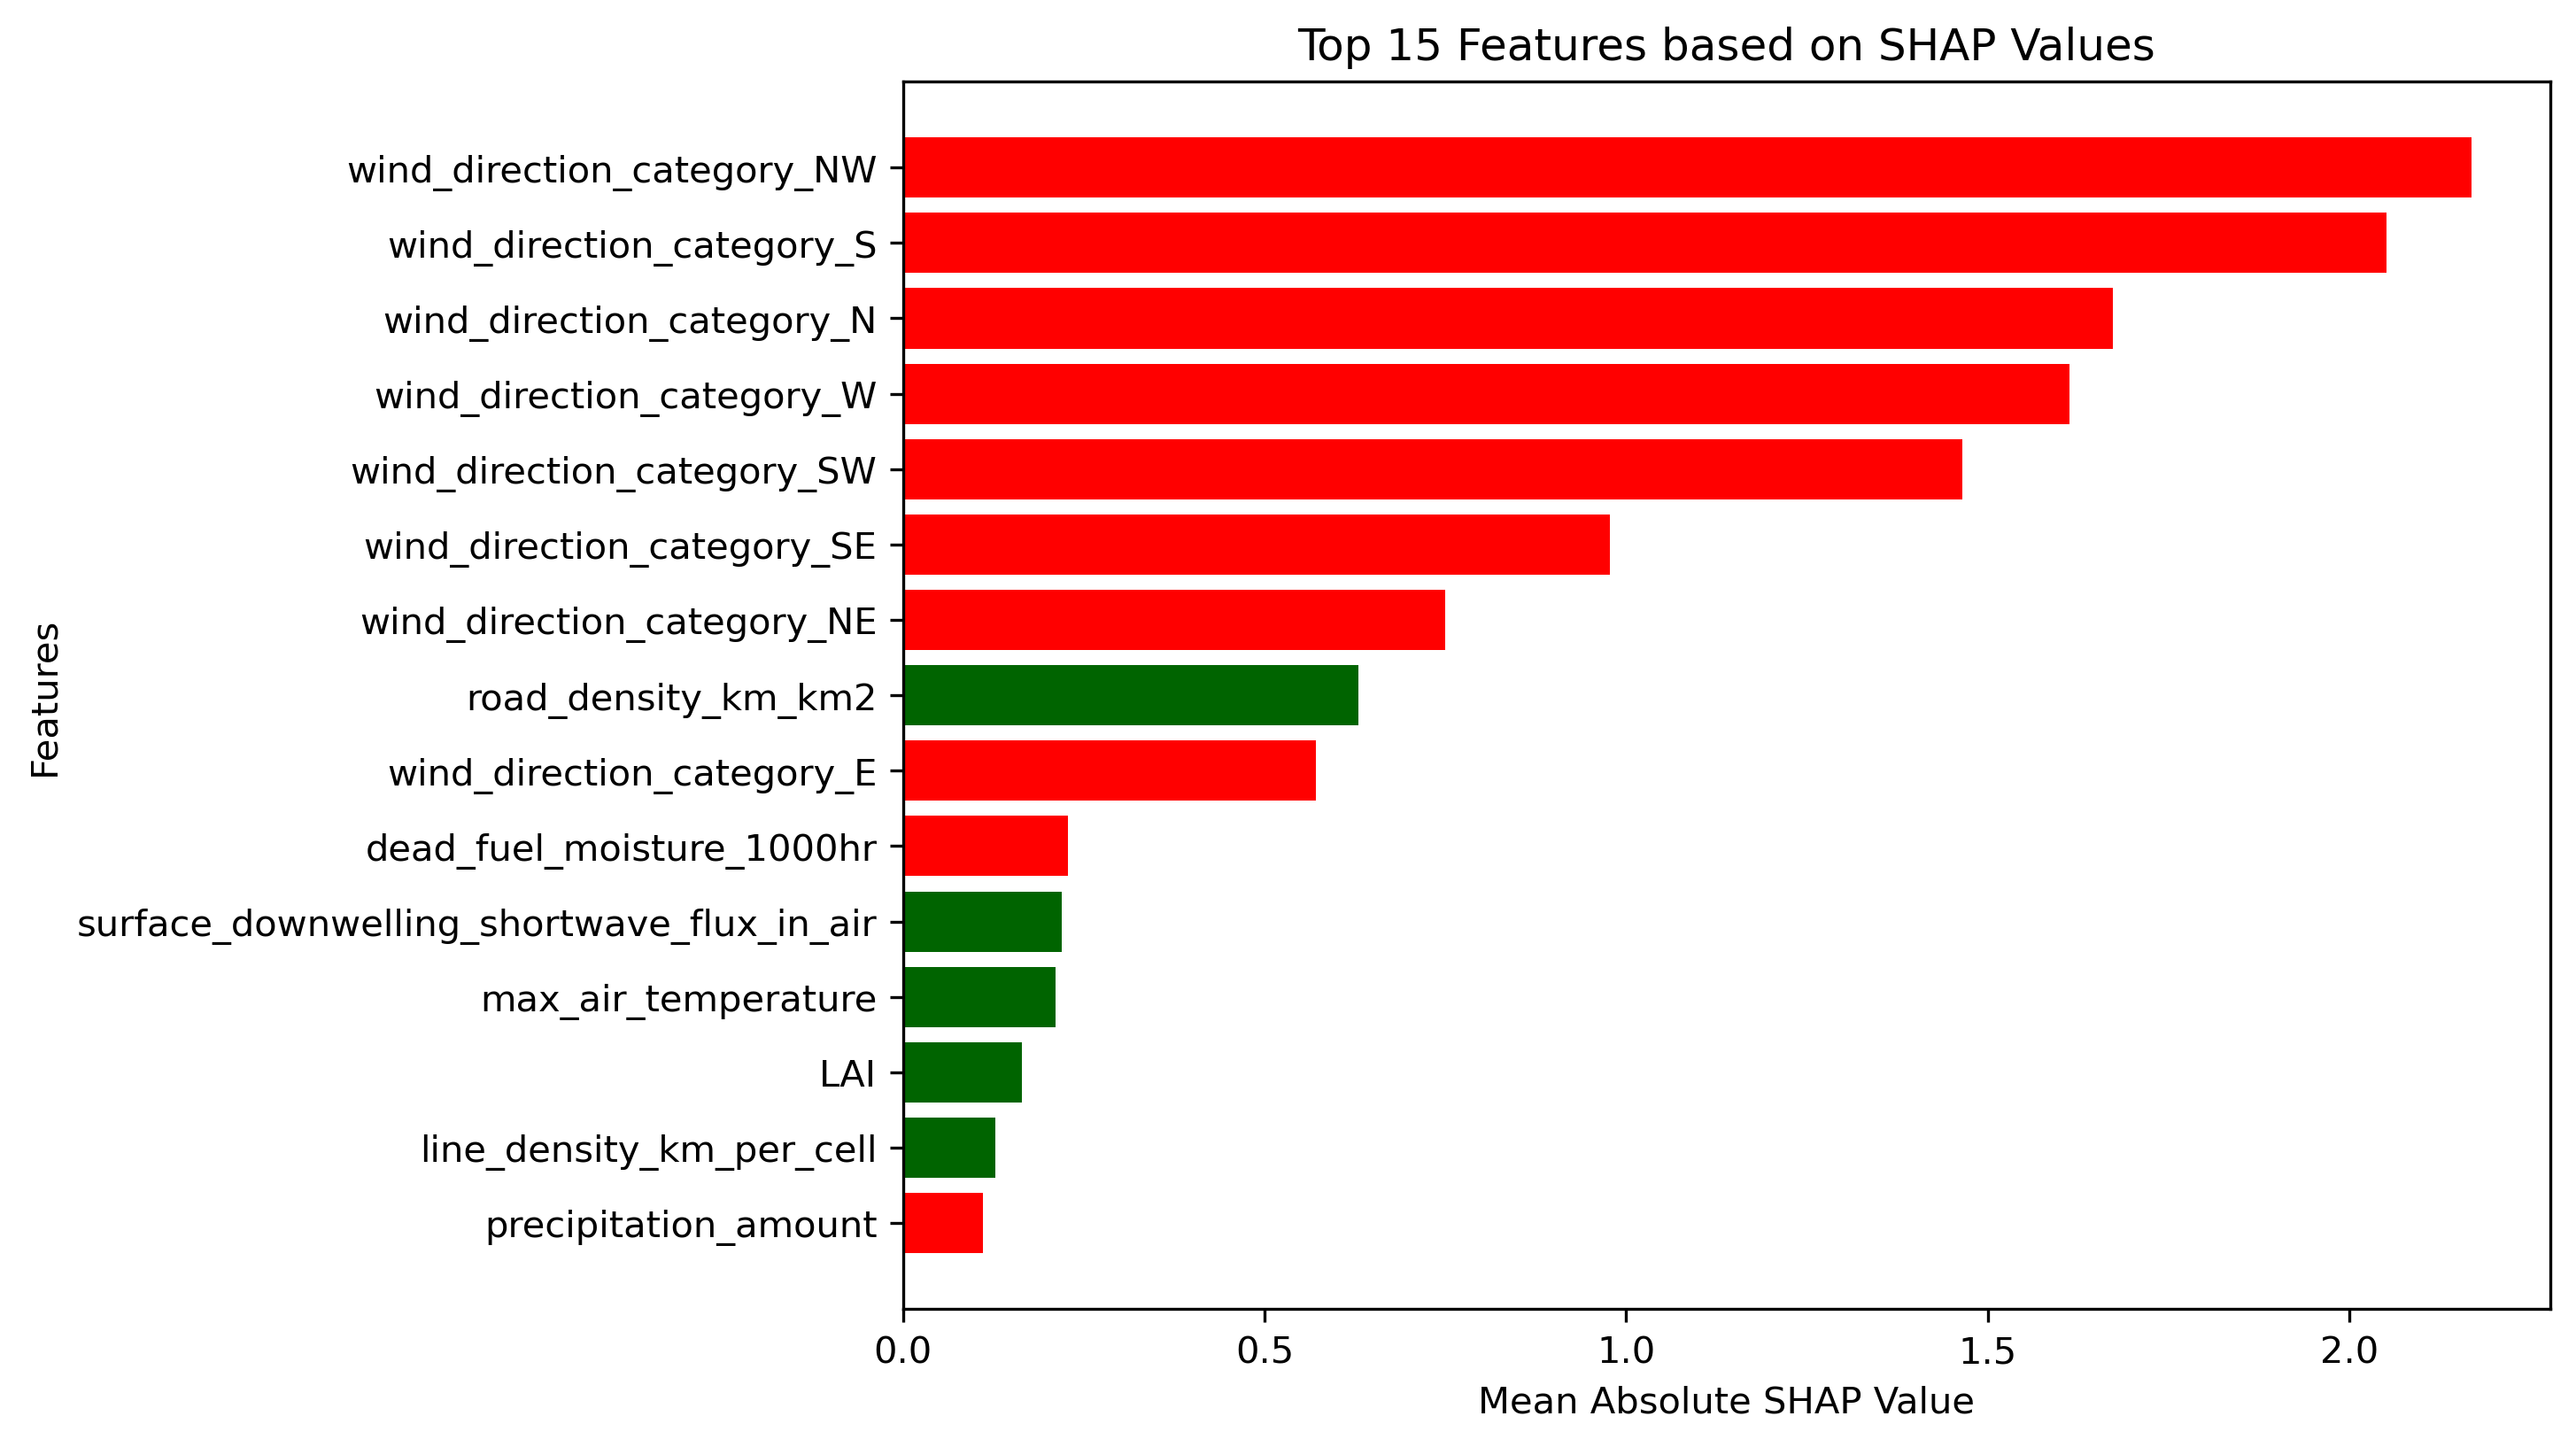 Top 15 Features based on SHAP Values
wind_direction_category_NW
wind_direction_category_S
wind_direction_category_N
wind_direction_category_W
wind_direction_category_SW
wind_direction_category_SE
wind_direction_category_NE
road_density_km_km2
wind_direction_category_E
dead_fuel_moisture_1000hr
surface_downwelling_shortwave_flux_in_air
max_air_temperature
LAI
line_density_km_per_cell
precipitation_amount
Features
0.0 0.5 1.0 1.5 2.0
Mean Absolute SHAP Value